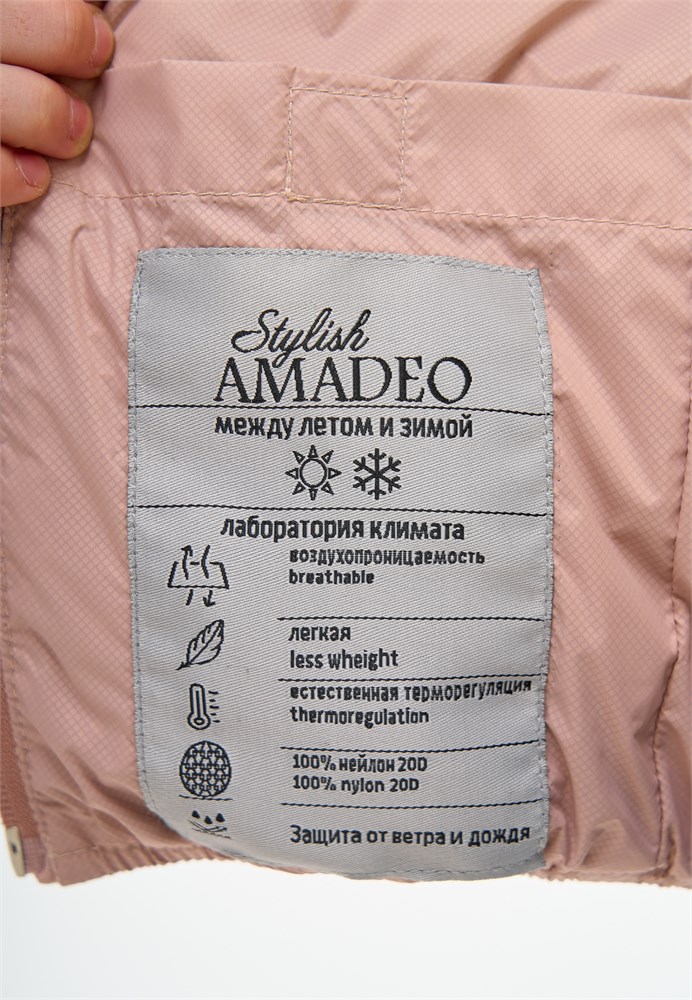 Stylish
AMADEO
между летом и зимой
лаборатория климата
воздухопроницаемость
breathable
легкая
less wheight
естественная терморегуляция
thermoregulation
100% нейлон 20D
100% nylon 20D
Защита от ветра и дождя